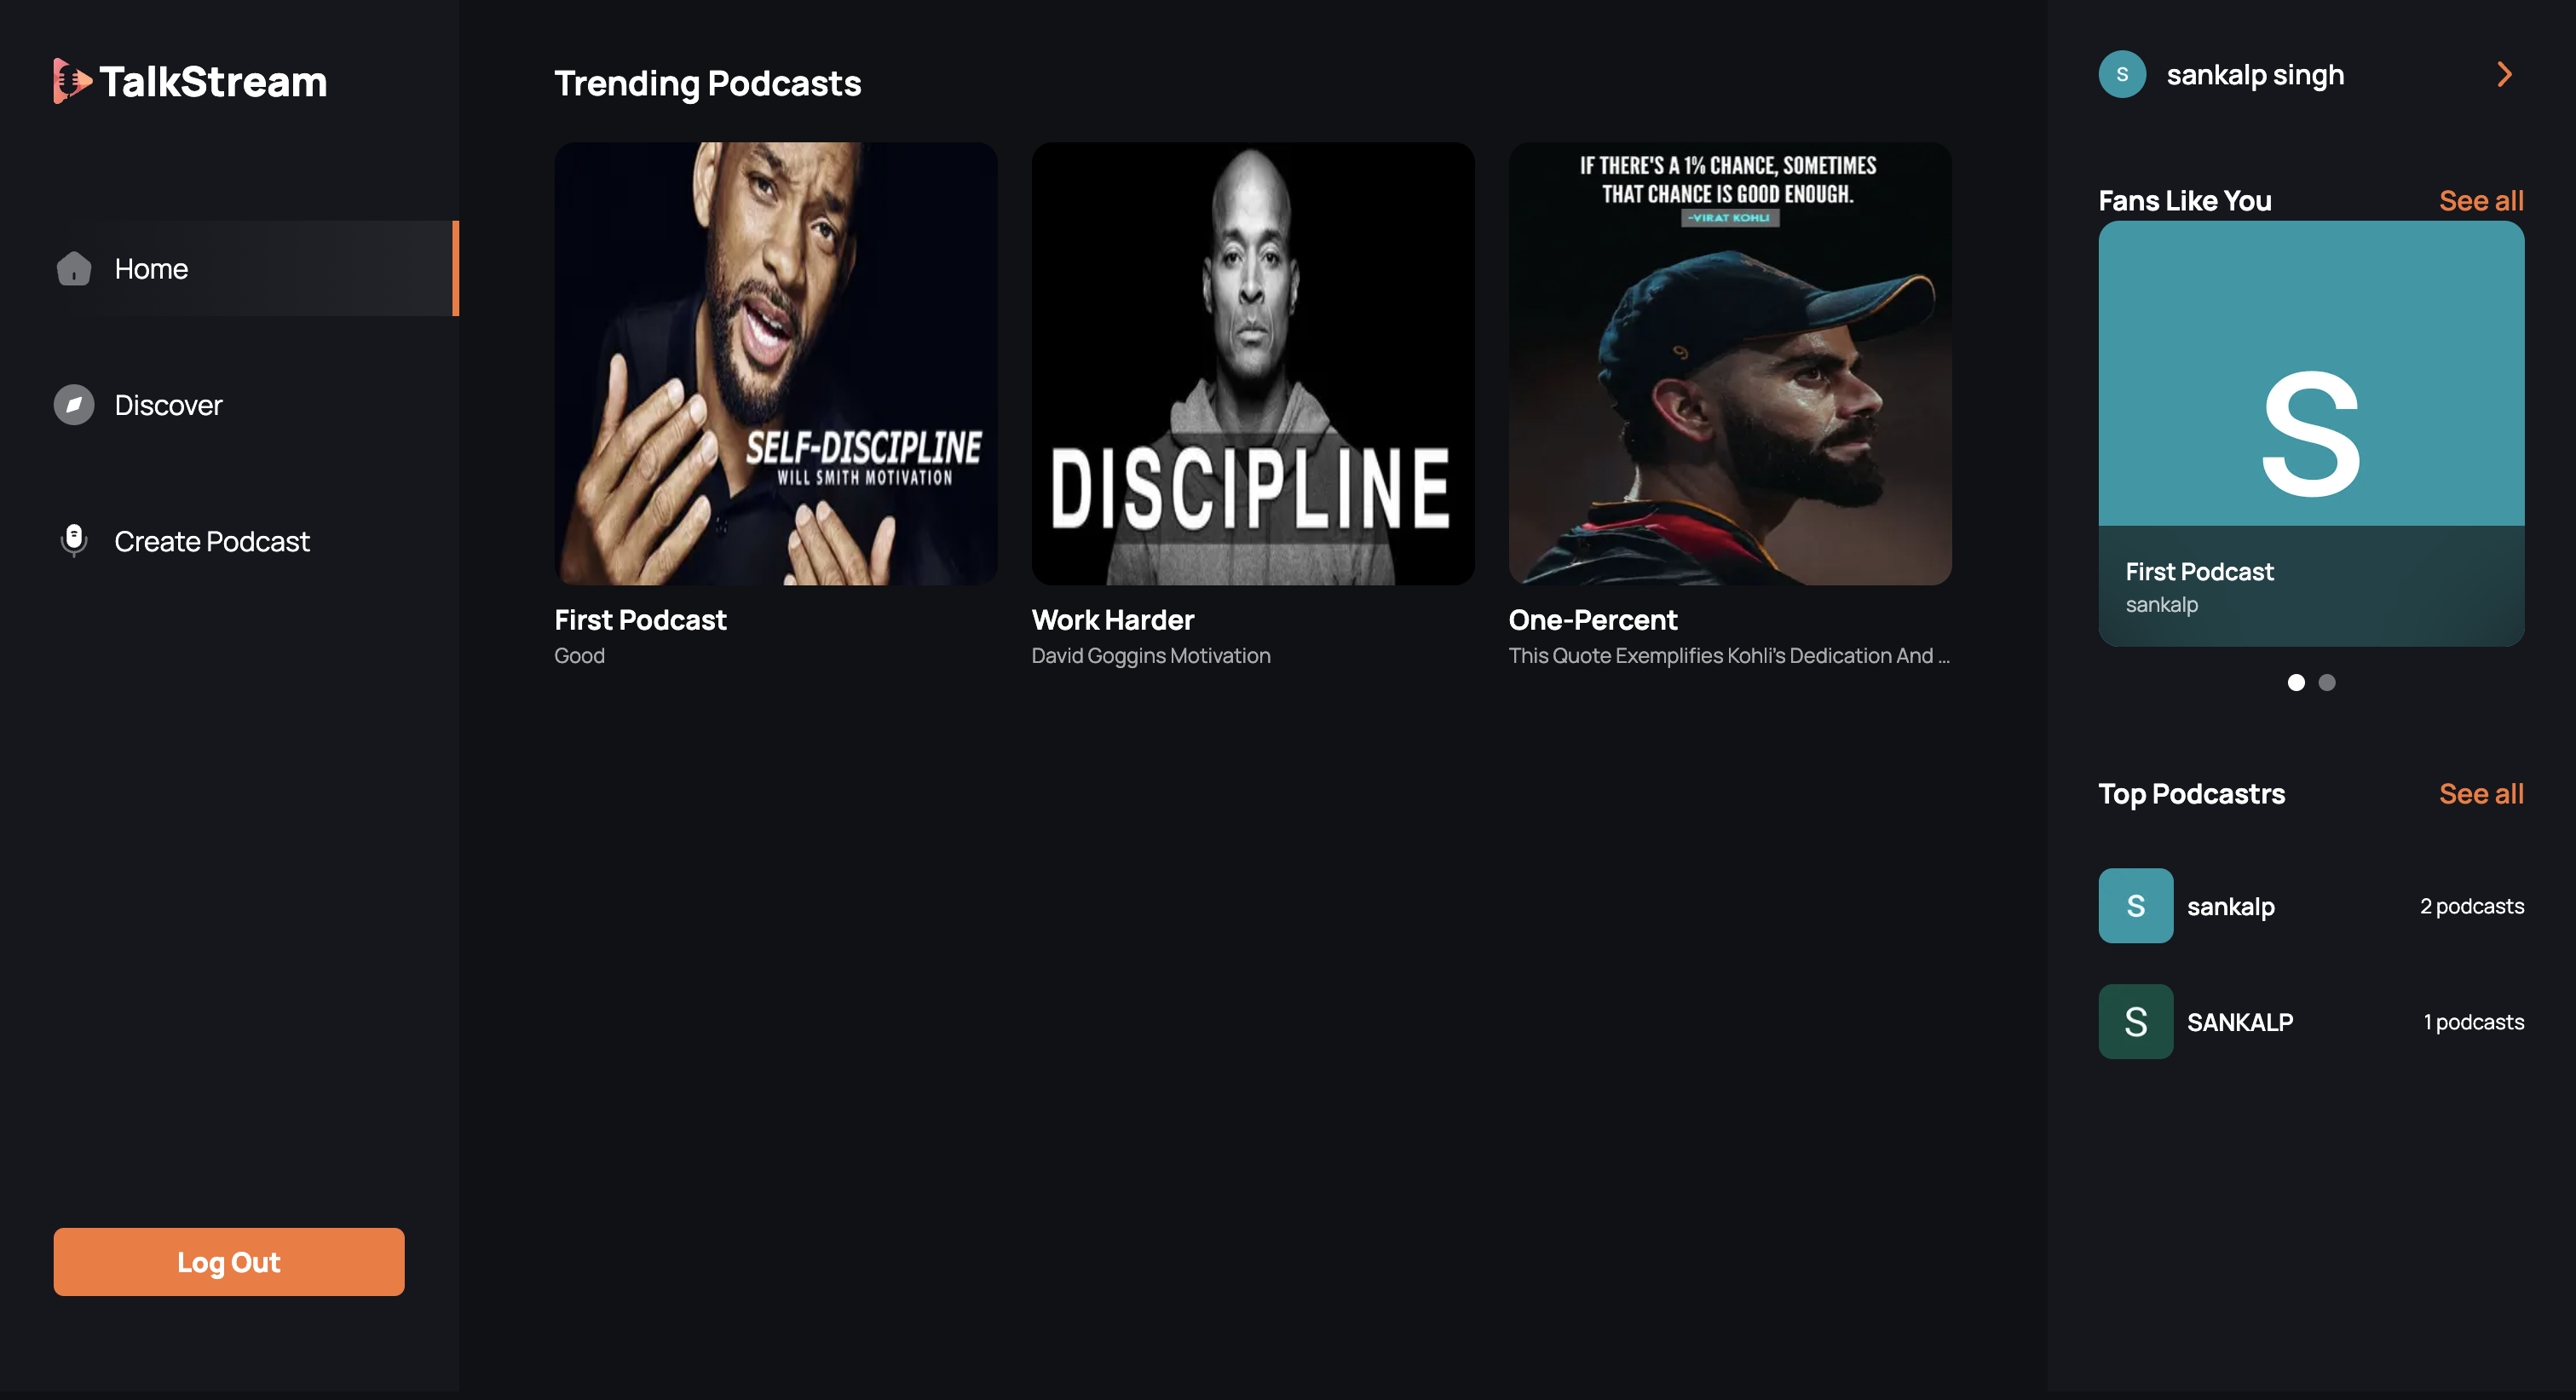 TalkStream
Home
Discover
Create Podcast
Log Out
Trending Podcasts
SELF-DISCIPLINE
WILL SMITH MOTIVATION
First Podcast
Good
DISCIPLINE
Work Harder
David Goggins Motivation
IF THERE'S A 1% CHANCE, SOMETIMES
THAT CHANCE IS GOOD ENOUGH.
-VIRAT KOHLI
9
One-Percent
This Quote Exemplifies Kohli's Dedication And ...
S
sankalp singh
Fans Like You
See all
S
First Podcast
sankalp
Top Podcastrs
See all
S
sankalp
2 podcasts
S
SANKALP
1 podcasts